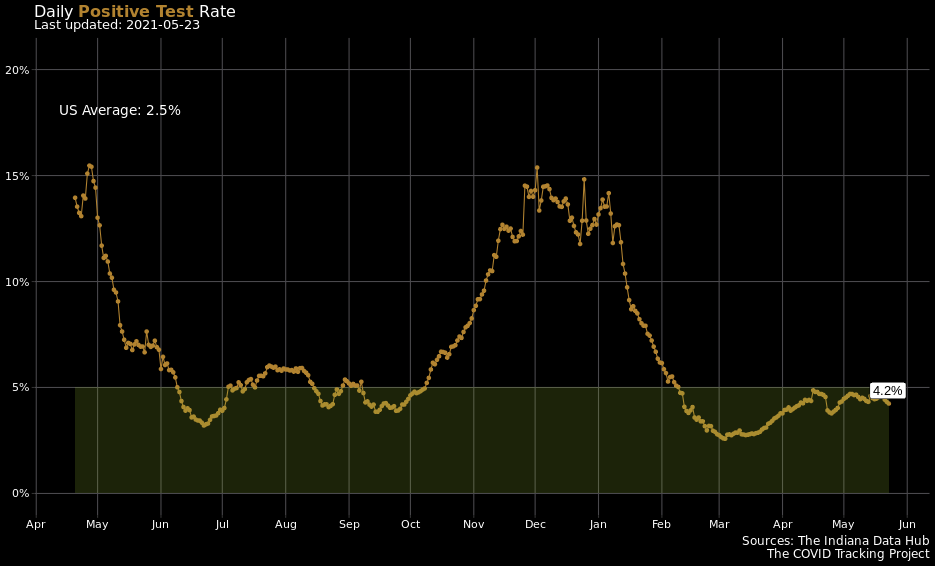 Daily Positive Test Rate
Last updated: 2021-05-23
20%
US Average: 2.5%
15%
10%
5%
4.2%
0%
Apr May Jun Jul Aug Sep Oct Nov Dec Jan Feb Mar Apr May Jun
Sources: The Indiana Data Hub
The COVID Tracking Project